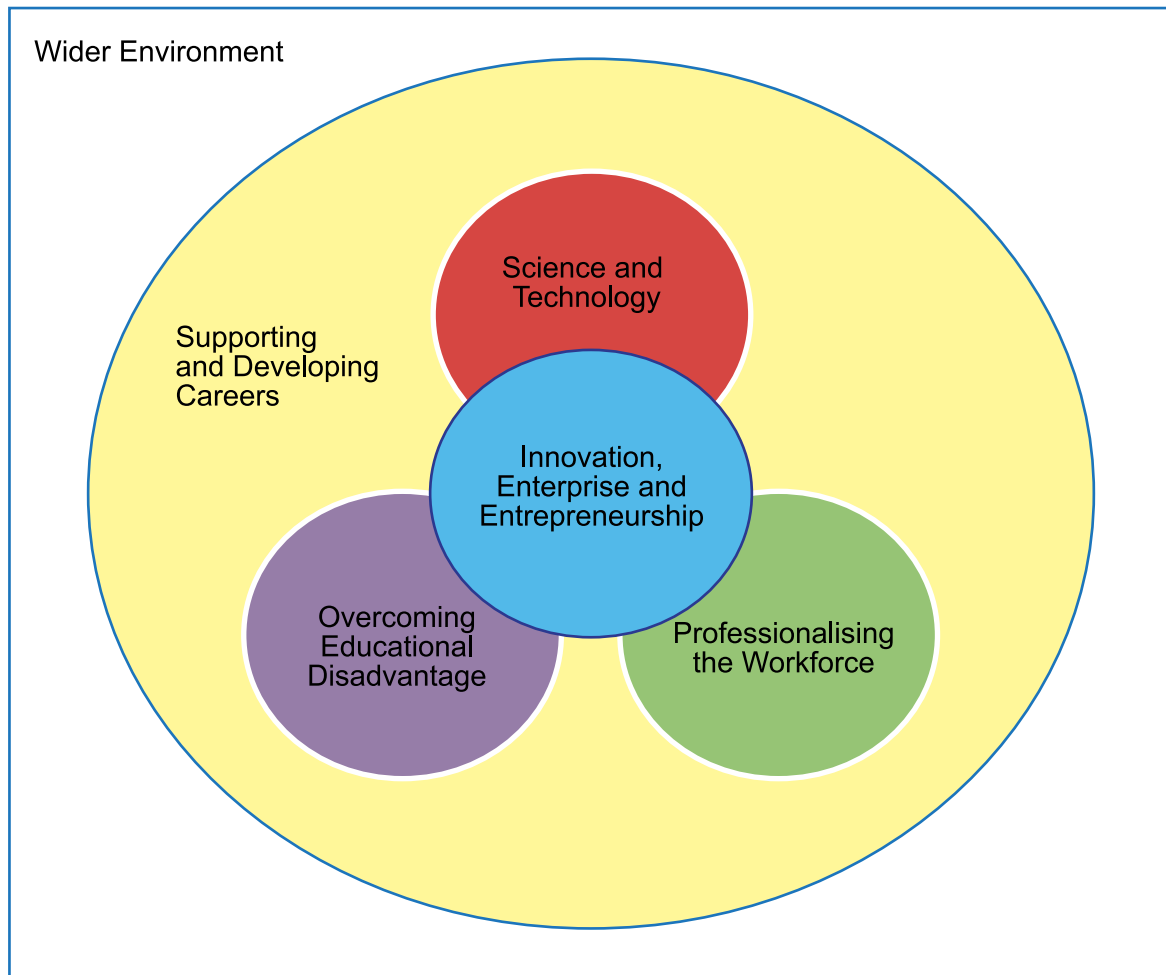 Wider Environment
Science and
Technology
Supporting
and Developing
Careers
Innovation,
Enterprise and
Entrepreneurship
Overcoming
Educational
Disadvantage
Professionalising
the Workforce